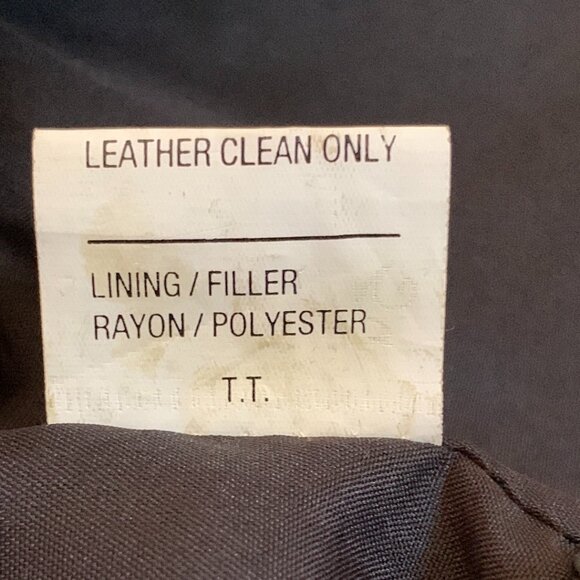 LEATHER CLEAN ONLY
LINING / FILLER
RAYON / POLYESTER
T.T.